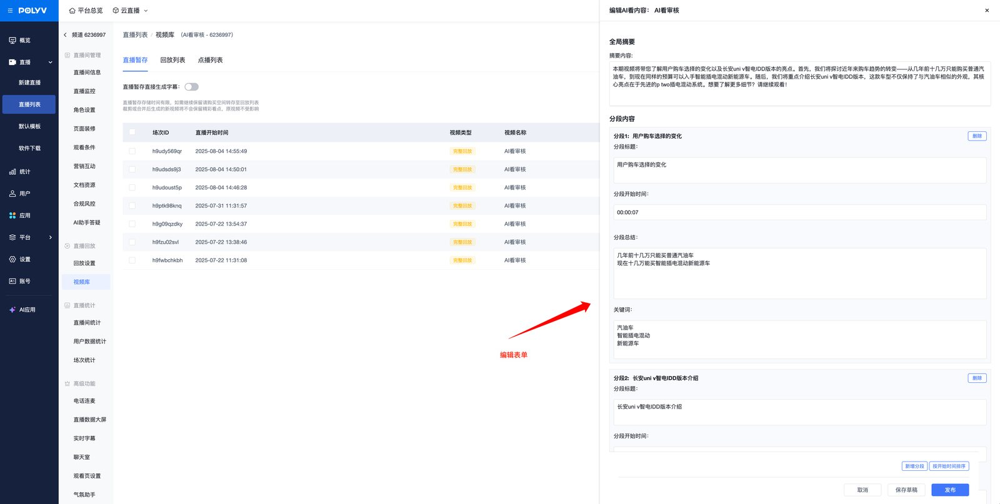 POLYV
平台总览
云直播
编辑AI看内容： AI看审核
概览
直播
新建直播
直播列表
默认模板
软件下载
统计
用户
应用
平台
设置
账号
AI应用
频道 6236997
直播间管理
直播间信息
直播监控
角色设置
页面装修
观看条件
营销互动
文档资源
合规风控
AI助手答疑
直播回放
回放设置
视频库
直播统计
直播间统计
用户数据统计
场次统计
高级功能
电话连麦
直播数据大屏
实时字幕
聊天室
观看页设置
气氛助手
直播列表 / 视频库 (AI看审核 - 6236997)
直播暂存 回放列表 点播列表
直播暂存直接生成字幕：
直播暂存存储时间有限，如需继续保留请购买空间转存至回放列表
裁剪或合并后生成的新视频将不会保留精彩看点，原视频不受影响
场次ID 直播开始时间 视频类型 视频名称
h9udy569qr 2025-08-04 14:55:49 完整回放 AI看审核
h9udsds9j3 2025-08-04 14:50:01 完整回放 AI看审核
h9udoust5p 2025-08-04 14:46:28 完整回放 AI看审核
h9ptk98knq 2025-07-31 11:31:57 完整回放 AI看审核
h9g09qzdky 2025-07-22 13:54:37 完整回放 AI看审核
h9fzu02svl 2025-07-22 13:38:46 完整回放 AI看审核
h9fwbchkbh 2025-07-22 11:31:08 完整回放 AI看审核
编辑表单
全局摘要
摘要内容：
本期视频将带您了解用户购车选择的变化以及长安uni v智电IDD版本的亮点。首先，我们将探讨近年来购车趋势的转变——从几年前十几万只能购买普通汽
油车，到现在同样的预算可以入手智能插电混动新能源车。随后，我们将重点介绍长安uni v智电IDD版本，这款车型不仅保持了与汽油车相似的外观，其核
心亮点在于先进的p two插电混动系统。想要了解更多细节？请继续观看！
分段内容
分段1：用户购车选择的变化
删除
分段标题：
用户购车选择的变化
分段开始时间：
00:00:07
分段总结：
几年前十几万只能买普通汽油车
现在十几万能买智能插电混动新能源车
关键词：
汽油车
智能插电混动
新能源车
分段2：长安uni v智电IDD版本介绍
删除
分段标题：
长安uni v智电IDD版本介绍
分段开始时间：
新增分段 按开始时间排序
取消 保存草稿 发布